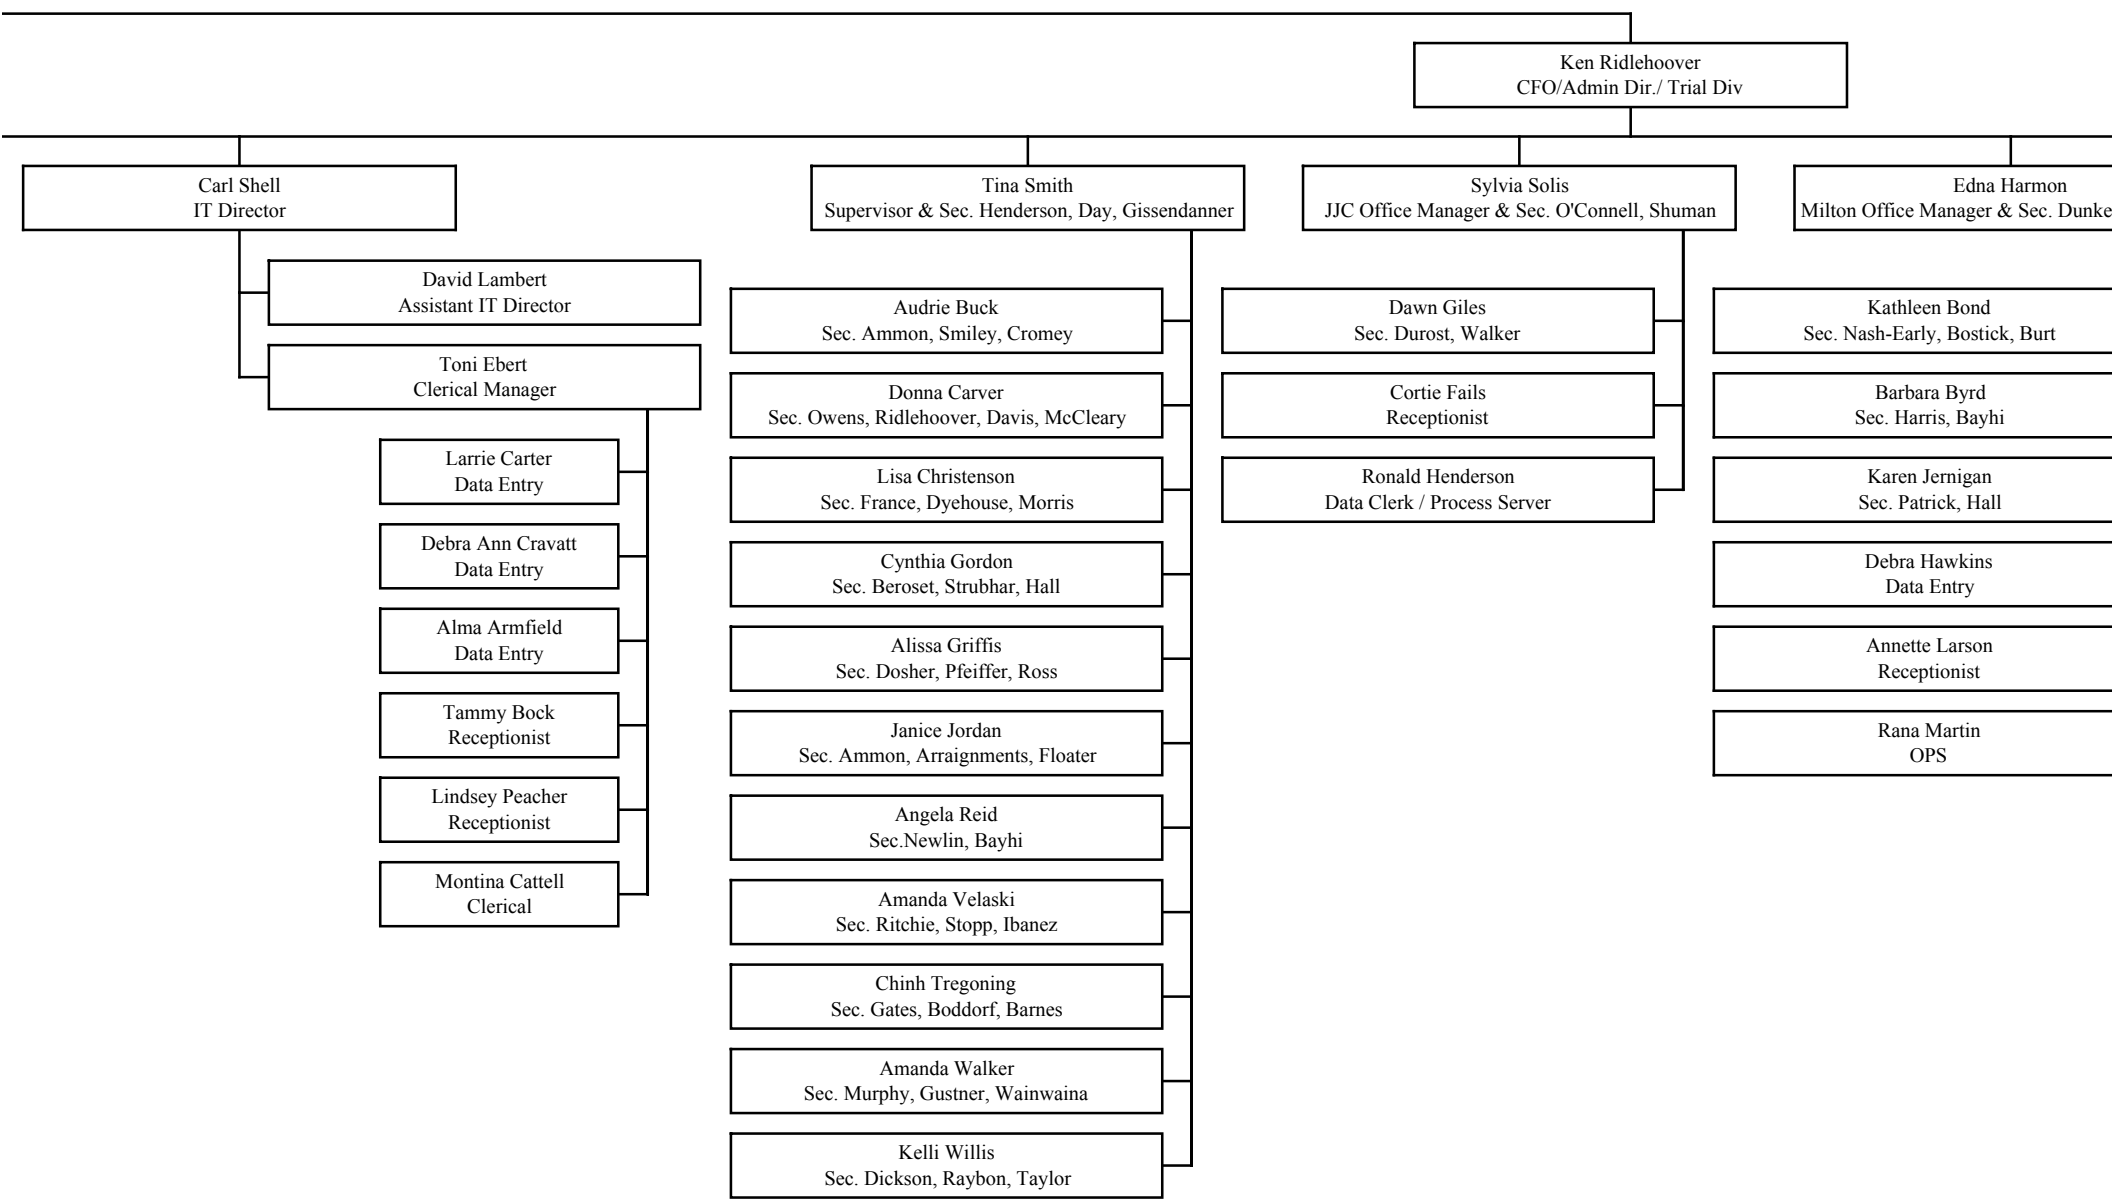 Ken Ridlehoover
CFO/Admin Dir./ Trial Div
Carl Shell
IT Director
David Lambert
Assistant IT Director
Toni Ebert
Clerical Manager
Larrie Carter
Data Entry
Debra Ann Cravatt
Data Entry
Alma Armfield
Data Entry
Tammy Bock
Receptionist
Lindsey Peacher
Receptionist
Montina Cattell
Clerical
Tina Smith
Supervisor & Sec. Henderson, Day, Gissendanner
Audrie Buck
Sec. Ammon, Smiley, Cromey
Donna Carver
Sec. Owens, Ridlehoover, Davis, McCleary
Lisa Christenson
Sec. France, Dyehouse, Morris
Cynthia Gordon
Sec. Beroset, Strubhar, Hall
Alissa Griffis
Sec. Dosher, Pfeiffer, Ross
Janice Jordan
Sec. Ammon, Arraignments, Floater
Angela Reid
Sec.Newlin, Bayhi
Amanda Velaski
Sec. Ritchie, Stopp, Ibanez
Chinh Tregoning
Sec. Gates, Boddorf, Barnes
Amanda Walker
Sec. Murphy, Gustner, Wainwaina
Kelli Willis
Sec. Dickson, Raybon, Taylor
Sylvia Solis
JJC Office Manager & Sec. O'Connell, Shuman
Dawn Giles
Sec. Durost, Walker
Cortie Fails
Receptionist
Ronald Henderson
Data Clerk / Process Server
Edna Harmon
Milton Office Manager & Sec. Dunke
Kathleen Bond
Sec. Nash-Early, Bostick, Burt
Barbara Byrd
Sec. Harris, Bayhi
Karen Jernigan
Sec. Patrick, Hall
Debra Hawkins
Data Entry
Annette Larson
Receptionist
Rana Martin
OPS